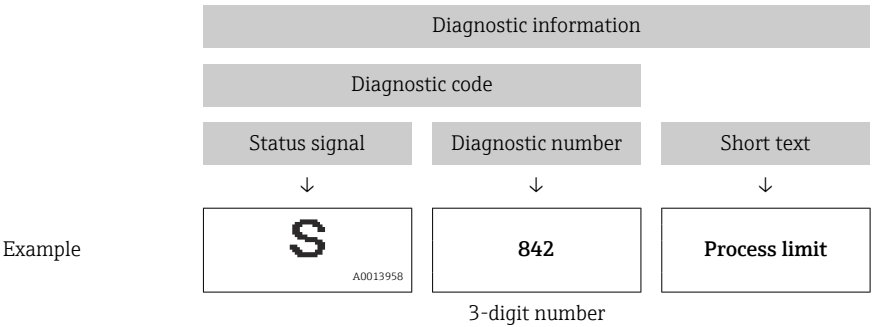 Diagnostic information
Diagnostic code
Status signal Diagnostic number Short text
↓ ↓ ↓
Example S 842 Process limit
A0013958
3-digit number